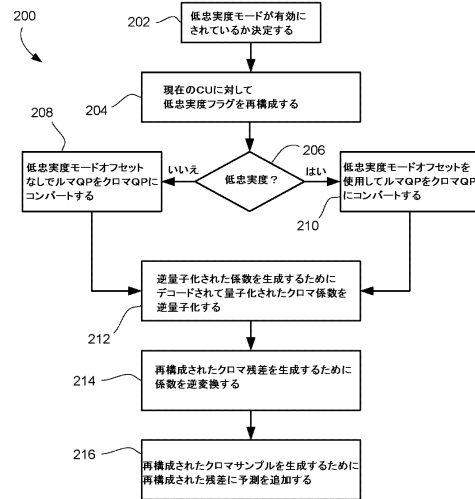 200
202
低忠実度モードが有効に
されているか決定する
204
現在のCUに対して
低忠実度フラグを再構成する
206
低忠実度？
いいえ
はい
208
低忠実度モードオフセット
なしでルマQPをクロマQPに
コンバートする
低忠実度モードオフセットを
使用してルマQPをクロマQP
にコンバートする
210
逆量子化された係数を生成するために
デコードされて量子化されたクロマ係数を
逆量子化する
212
214
再構成されたクロマ残差を生成するために
係数を逆変換する
216
再構成されたクロマサンプルを生成するために
再構成された残差に予測を追加する